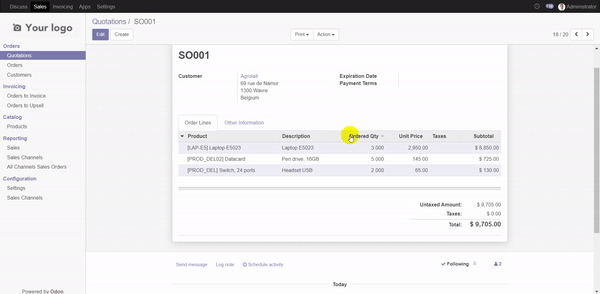 Discuss Sales Invoicing Apps Settings Administrator
Your logo
Quotations / SO001
Edit Create Print Action 18 / 20
Orders
Quotations
Orders
Customers
Invoicing
Orders to Invoice
Orders to Upsell
Catalog
Products
Reporting
Sales
Sales Channels
All Channels Sales Orders
Configuration
Settings
Sales Channels
Powered by Odoo
SO001
Customer Agrolait Expiration Date
69 rue de Namur Payment Terms
1300 Wavre
Belgium
Order Lines Other Information
Product Description Ordered Qty Unit Price Taxes Subtotal
[LAP-E5] Laptop E5023 Laptop E5023 3 000 2,950.00 $ 8,850.00
[PROD_DEL02] Datacard Pen drive, 16GB 5 000 145.00 $ 725.00
[PROD_DEL] Switch, 24 ports Headset USB 2 000 65.00 $ 130.00
Untaxed Amount: $ 9,705.00
Taxes: $ 0.00
Total: $ 9,705.00
Send message Log note Schedule activity Following 2
Today